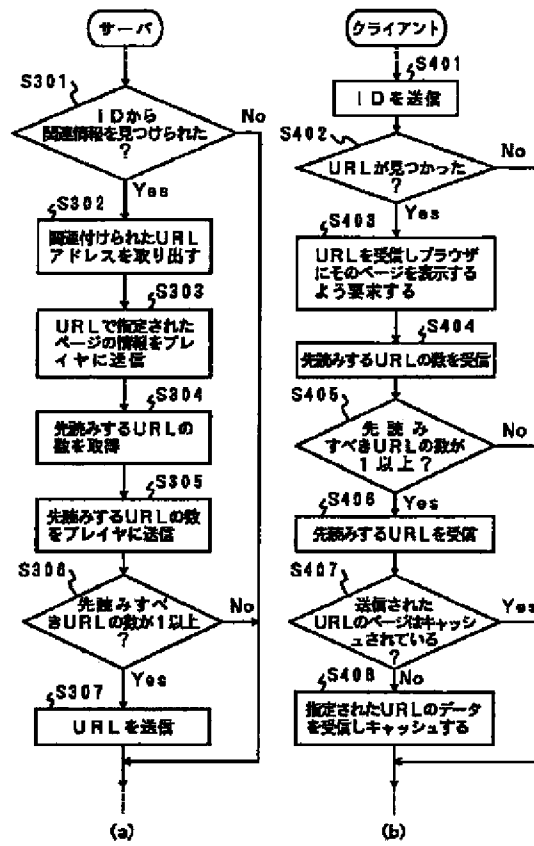 サーバ
S301
IDから
関連情報を見つけられた
?
No
Yes
S302
関連付けられたURL
アドレスを取り出す
S303
URLで指定された
ページの情報をプレ
イヤに送信
S304
先読みするURLの
数を取得
S305
先読みするURLの数
をプレイヤに送信
S306
先読みすべ
きURLの数が1以上
?
No
Yes
S307
URLを送信
(a)
クライアント
S401
IDを送信
S402
URLが見つかった
?
No
Yes
S403
URLを受信しブラウザ
にそのページを表示する
よう要求する
S404
先読みするURLの数を受信
S405
先読み
すべきURLの数が
1以上?
No
Yes
S406
先読みするURLを受信
S407
送信された
URLのページはキャッシ
ュされている
?
Yes
No
S408
指定されたURLのデータ
を受信しキャッシュする
(b)